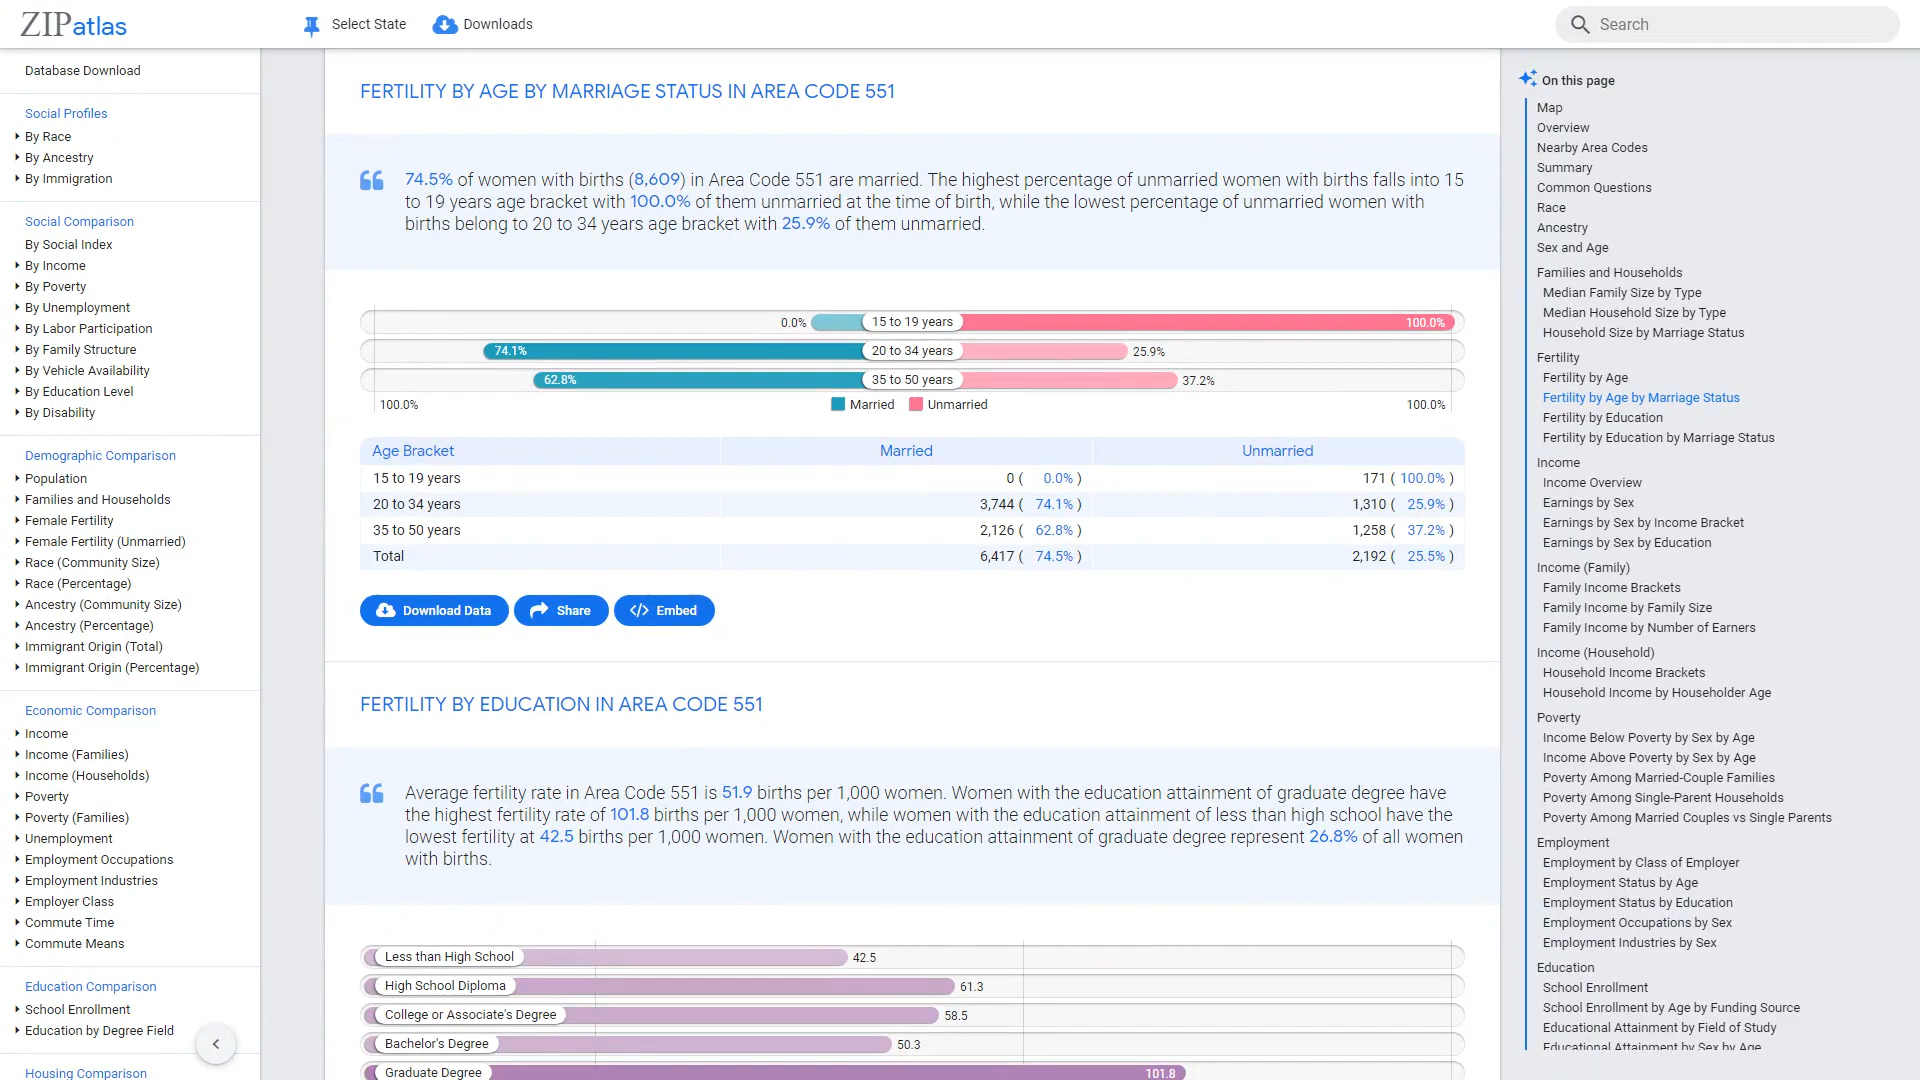 ZIPatlas
Select State
Downloads
Search
Database Download
Social Profiles
By Race
By Ancestry
By Immigration
Social Comparison
By Social Index
By Income
By Poverty
By Unemployment
By Labor Participation
By Family Structure
By Vehicle Availability
By Education Level
By Disability
Demographic Comparison
Population
Families and Households
Female Fertility
Female Fertility (Unmarried)
Race (Community Size)
Race (Percentage)
Ancestry (Community Size)
Ancestry (Percentage)
Immigrant Origin (Total)
Immigrant Origin (Percentage)
Economic Comparison
Income
Income (Families)
Income (Households)
Poverty
Poverty (Families)
Unemployment
Employment Occupations
Employment Industries
Employer Class
Commute Time
Commute Means
Education Comparison
School Enrollment
Education by Degree Field
Housing Comparison
FERTILITY BY AGE BY MARRIAGE STATUS IN AREA CODE 551
74.5% of women with births (8,609) in Area Code 551 are married. The highest percentage of unmarried women with births falls into 15
to 19 years age bracket with 100.0% of them unmarried at the time of birth, while the lowest percentage of unmarried women with
births belong to 20 to 34 years age bracket with 25.9% of them unmarried.
0.0% 15 to 19 years 100.0%
74.1% 20 to 34 years 25.9%
62.8% 35 to 50 years 37.2%
100.0% Married Unmarried 100.0%
Age Bracket Married Unmarried
15 to 19 years 0 ( 0.0% ) 171 ( 100.0% )
20 to 34 years 3,744 ( 74.1% ) 1,310 ( 25.9% )
35 to 50 years 2,126 ( 62.8% ) 1,258 ( 37.2% )
Total 6,417 ( 74.5% ) 2,192 ( 25.5% )
Download Data
Share
</> Embed
FERTILITY BY EDUCATION IN AREA CODE 551
Average fertility rate in Area Code 551 is 51.9 births per 1,000 women. Women with the education attainment of graduate degree have
the highest fertility rate of 101.8 births per 1,000 women, while women with the education attainment of less than high school have the
lowest fertility at 42.5 births per 1,000 women. Women with the education attainment of graduate degree represent 26.8% of all women
with births.
Less than High School 42.5
High School Diploma 61.3
College or Associate's Degree 58.5
Bachelor's Degree 50.3
Graduate Degree 101.8
On this page
Map
Overview
Nearby Area Codes
Summary
Common Questions
Race
Ancestry
Sex and Age
Families and Households
Median Family Size by Type
Median Household Size by Type
Household Size by Marriage Status
Fertility
Fertility by Age
Fertility by Age by Marriage Status
Fertility by Education
Fertility by Education by Marriage Status
Income
Income Overview
Earnings by Sex
Earnings by Sex by Income Bracket
Earnings by Sex by Education
Income (Family)
Family Income Brackets
Family Income by Family Size
Family Income by Number of Earners
Income (Household)
Household Income Brackets
Household Income by Householder Age
Poverty
Income Below Poverty by Sex by Age
Income Above Poverty by Sex by Age
Poverty Among Married-Couple Families
Poverty Among Single-Parent Households
Poverty Among Married Couples vs Single Parents
Employment
Employment by Class of Employer
Employment Status by Age
Employment Status by Education
Employment Occupations by Sex
Employment Industries by Sex
Education
School Enrollment
School Enrollment by Age by Funding Source
Educational Attainment by Field of Study
Educational Attainment by Sex by Age